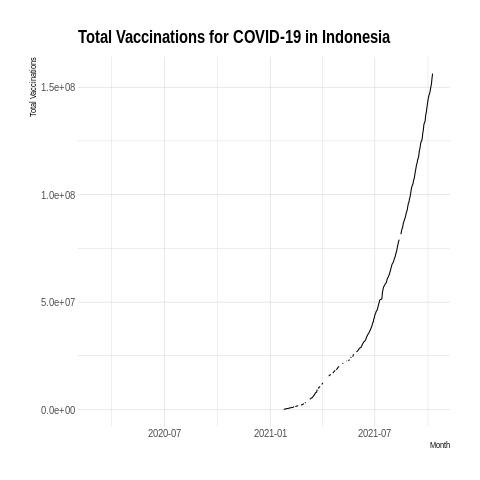 Total Vaccinations for COVID-19 in Indonesia
Total Vaccinations
1.5e+08
1.0e+08
5.0e+07
0.0e+00
2020-07 2021-01 2021-07
Month